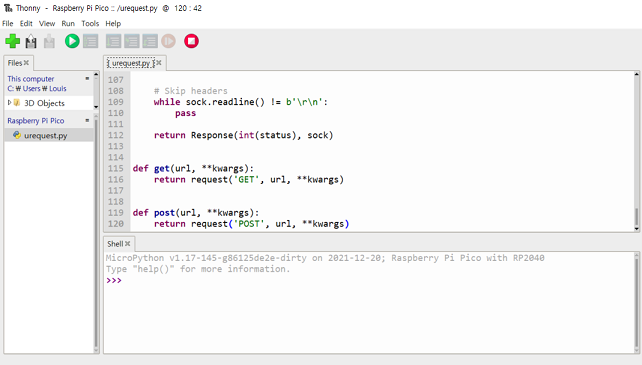 Thonny - Raspberry Pi Pico :: /urequest.py @ 120 : 42
File Edit View Run Tools Help
Files
This computer
C: ₩ Users ₩ Louis
3D Objects
Raspberry Pi Pico
urequest.py
[ urequest.py ]
107
108 # Skip headers
109 while sock.readline() != b'\r\n':
110 pass
111
112 return Response(int(status), sock)
113
114
115 def get(url, **kwargs):
116 return request('GET', url, **kwargs)
117
118
119 def post(url, **kwargs):
120 return request('POST', url, **kwargs)
Shell
MicroPython v1.17-145-g86125de2e-dirty on 2021-12-20; Raspberry Pi Pico with RP2040
Type "help()" for more information.
>>>